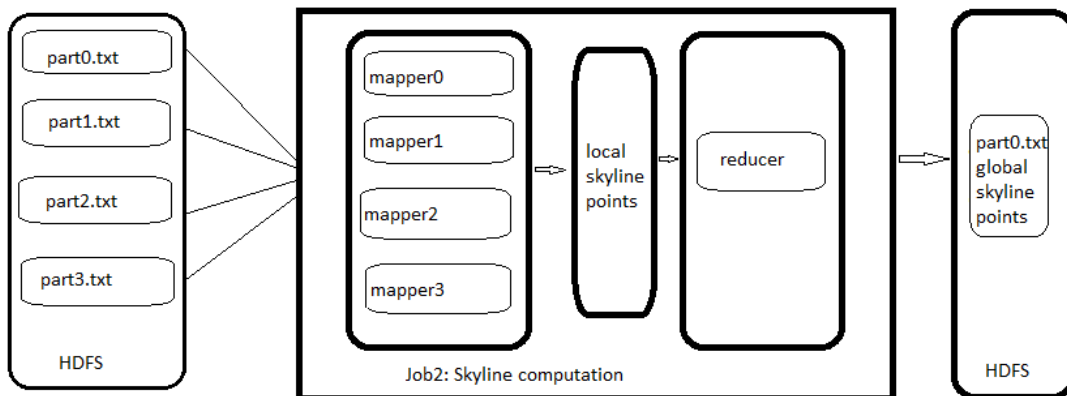 part0.txt
part1.txt
part2.txt
part3.txt
HDFS
mapper0
mapper1
mapper2
mapper3
local
skyline
points
reducer
Job2: Skyline computation
part0.txt
global
skyline
points
HDFS